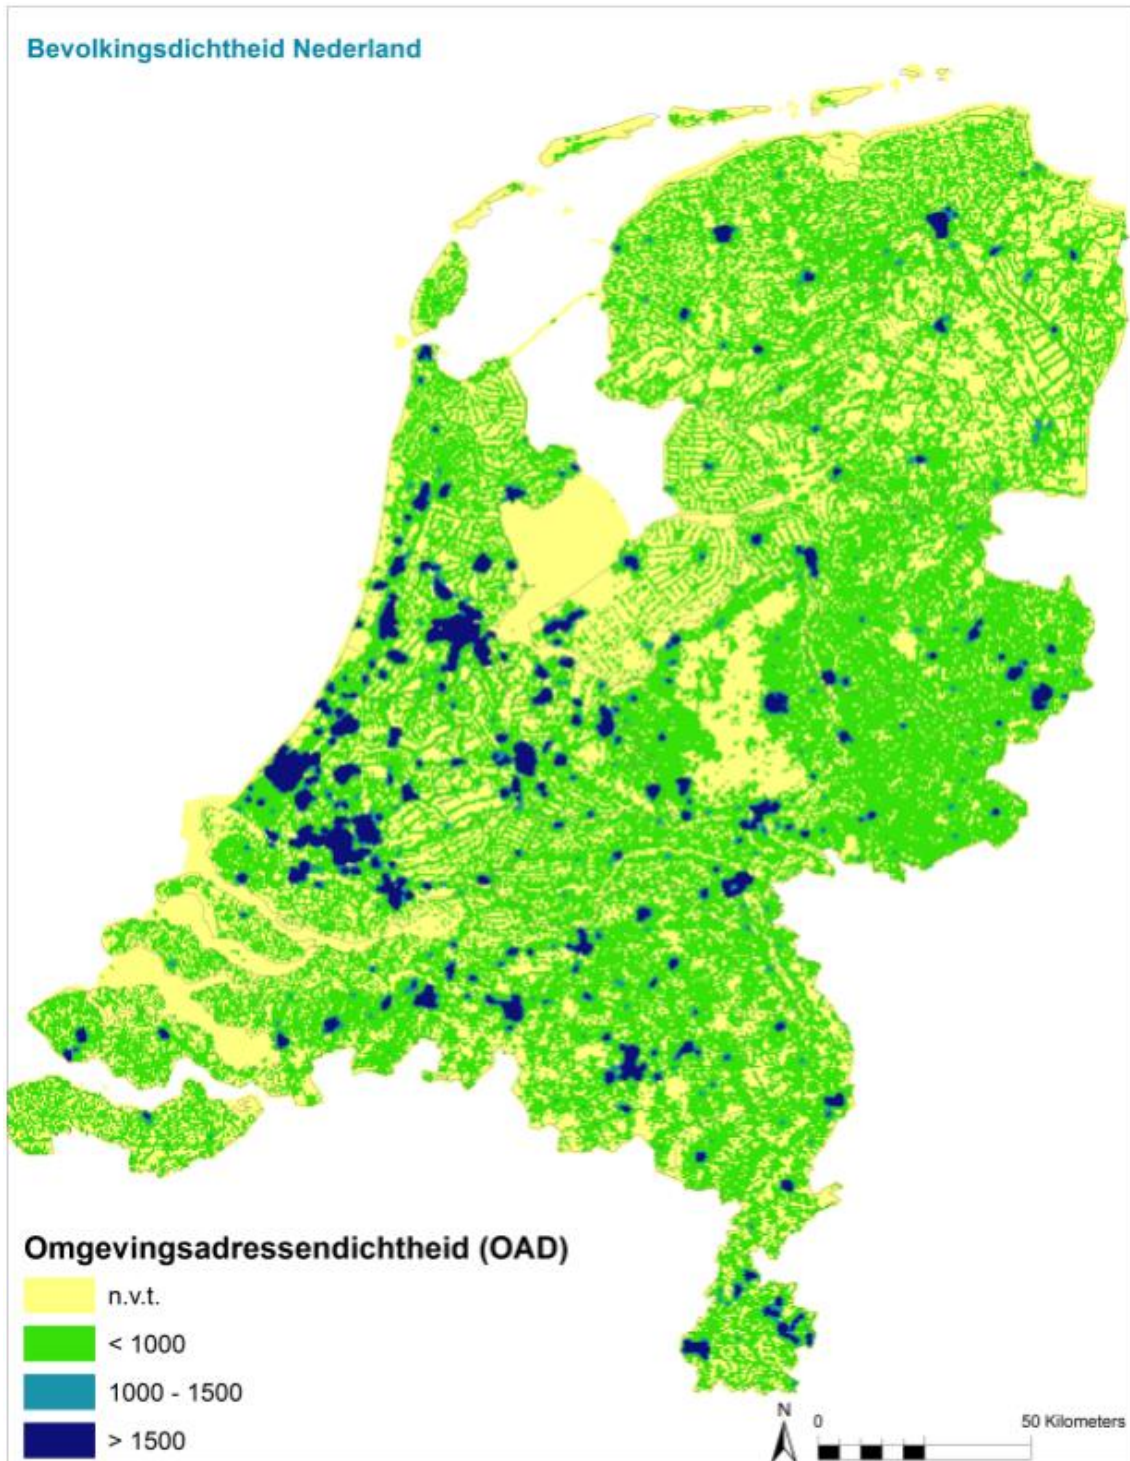 Bevolkingsdichtheid Nederland
Omgevingsadressendichtheid (OAD)
n.v.t.
< 1000
1000 - 1500
> 1500
N
0 50 Kilometers